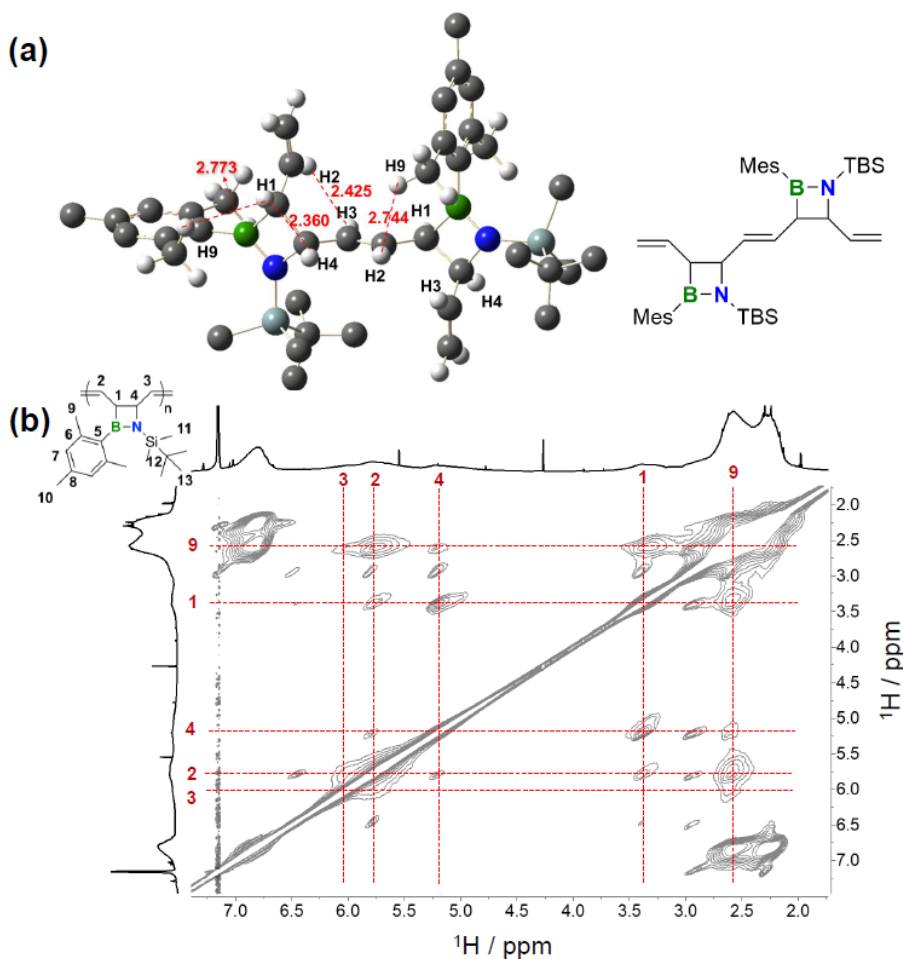 (a)
2.773
H1
H2
2.425
H9
2.360
H3
2.744
H1
H9
H4
H2
H3
H4
Mes
B
N
TBS
Mes
B
N
TBS
(b)
2
3
1
4
n
9
5
B
N
6
Si
11
7
12
8
13
10
3
2
4
1
9
9
1
4
2
3
2.0
2.5
3.0
3.5
4.0
4.5
5.0
5.5
6.0
6.5
7.0
¹H / ppm
7.0 6.5 6.0 5.5 5.0 4.5 4.0 3.5 3.0 2.5 2.0
¹H / ppm